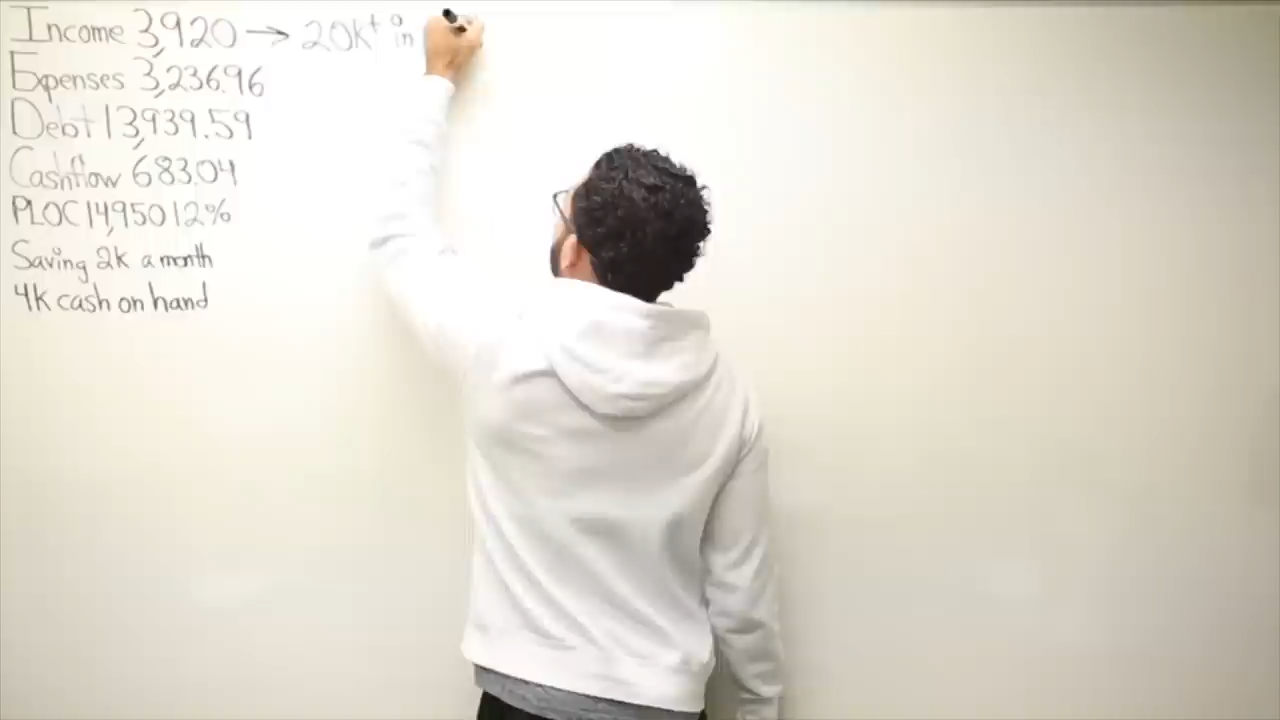 Income 3,920 → 20k+ in
Expenses 3,236.96
Debt 13,939.59
Cashflow 683.04
PLOC 14,950 12%
Saving 2k a month
4k cash on hand